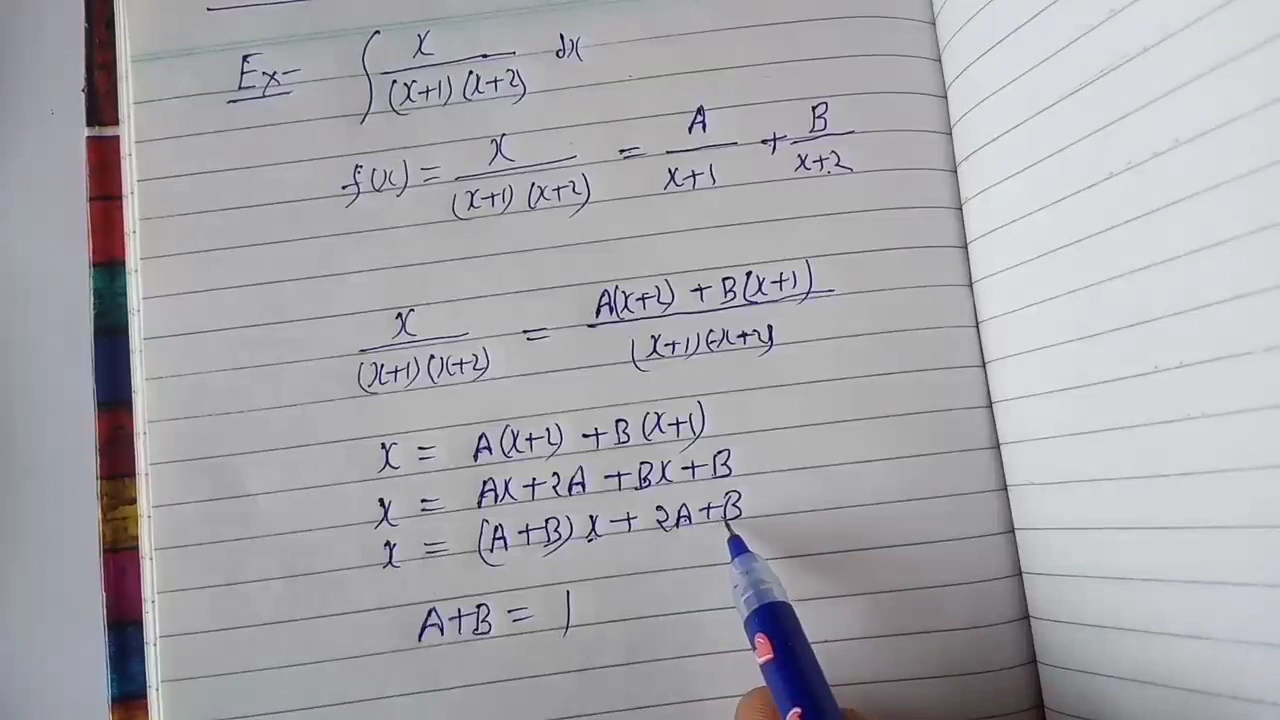 Ex- ∫ x/((x+1)(x+2)) dx
f(x) = x/((x+1)(x+2)) = A/(x+1) + B/(x+2)
x/((x+1)(x+2)) = (A(x+2) + B(x+1))/((x+1)(x+2))
x = A(x+2) + B(x+1)
x = Ax+2A+Bx+B
x = (A+B)x+2A+B
A+B = 1